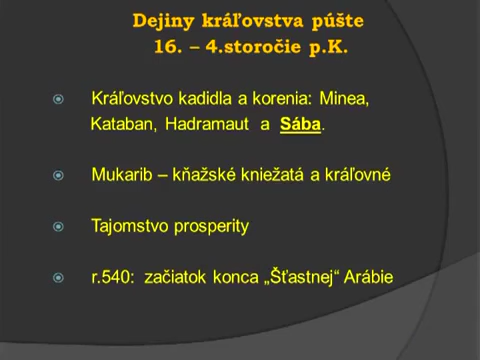 Dejiny kráľovstva púšte
16. – 4.storočie p.K.
Kráľovstvo kadidla a korenia: Minea,
Kataban, Hadramaut a Sába.
Mukarib – kňažské kniežatá a kráľovné
Tajomstvo prosperity
r.540: začiatok konca „Šťastnej“ Arábie